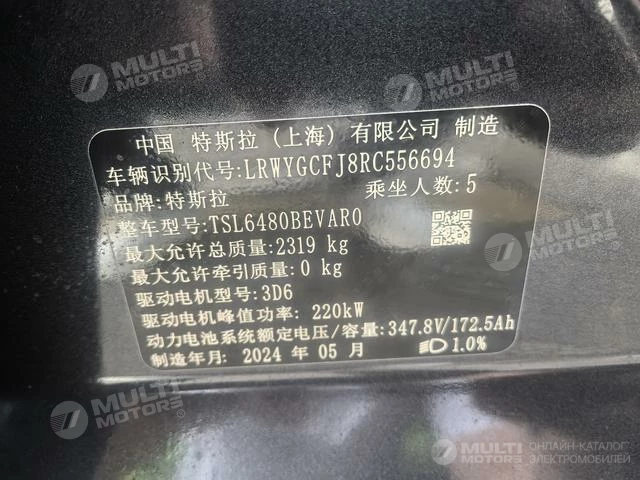 MULTI MOTORS
MULTI MOTORS
中国 特斯拉 (上海) 有限公司 制造
车辆识别代号:LRWYGCFJ8RC556694
品牌:特斯拉
乘坐人数:5
整车型号:TSL6480BEVAR0
最大允许总质量:2319 kg
最大允许牵引质量:0 kg
驱动电机型号:3D6
驱动电机峰值功率: 220kW
动力电池系统额定电压/容量:347.8V/172.5Ah
制造年月: 2024 年 05 月
1.0%
MULTI MOTORS
MULTI MOTORS
ОНЛАЙН-КАТАЛОГ
ЭЛЕКТРОМОБИЛЕЙ